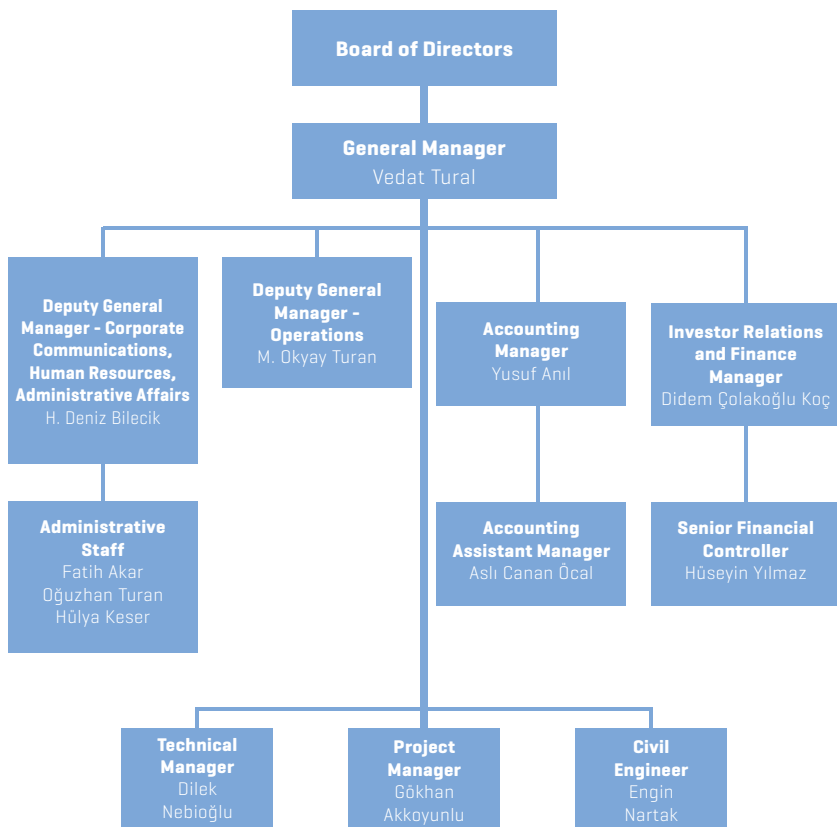 Board of Directors
General Manager
Vedat Tural
Deputy General
Manager - Corporate
Communications,
Human Resources,
Administrative Affairs
H. Deniz Bilecik
Deputy General
Manager -
Operations
M. Okyay Turan
Accounting
Manager
Yusuf Anıl
Investor Relations
and Finance
Manager
Didem Çolakoğlu Koç
Administrative
Staff
Fatih Akar
Oğuzhan Turan
Hülya Keser
Accounting
Assistant Manager
Aslı Canan Öcal
Senior Financial
Controller
Hüseyin Yılmaz
Technical
Manager
Dilek
Nebioğlu
Project
Manager
Gökhan
Akkoyunlu
Civil
Engineer
Engin
Nartak